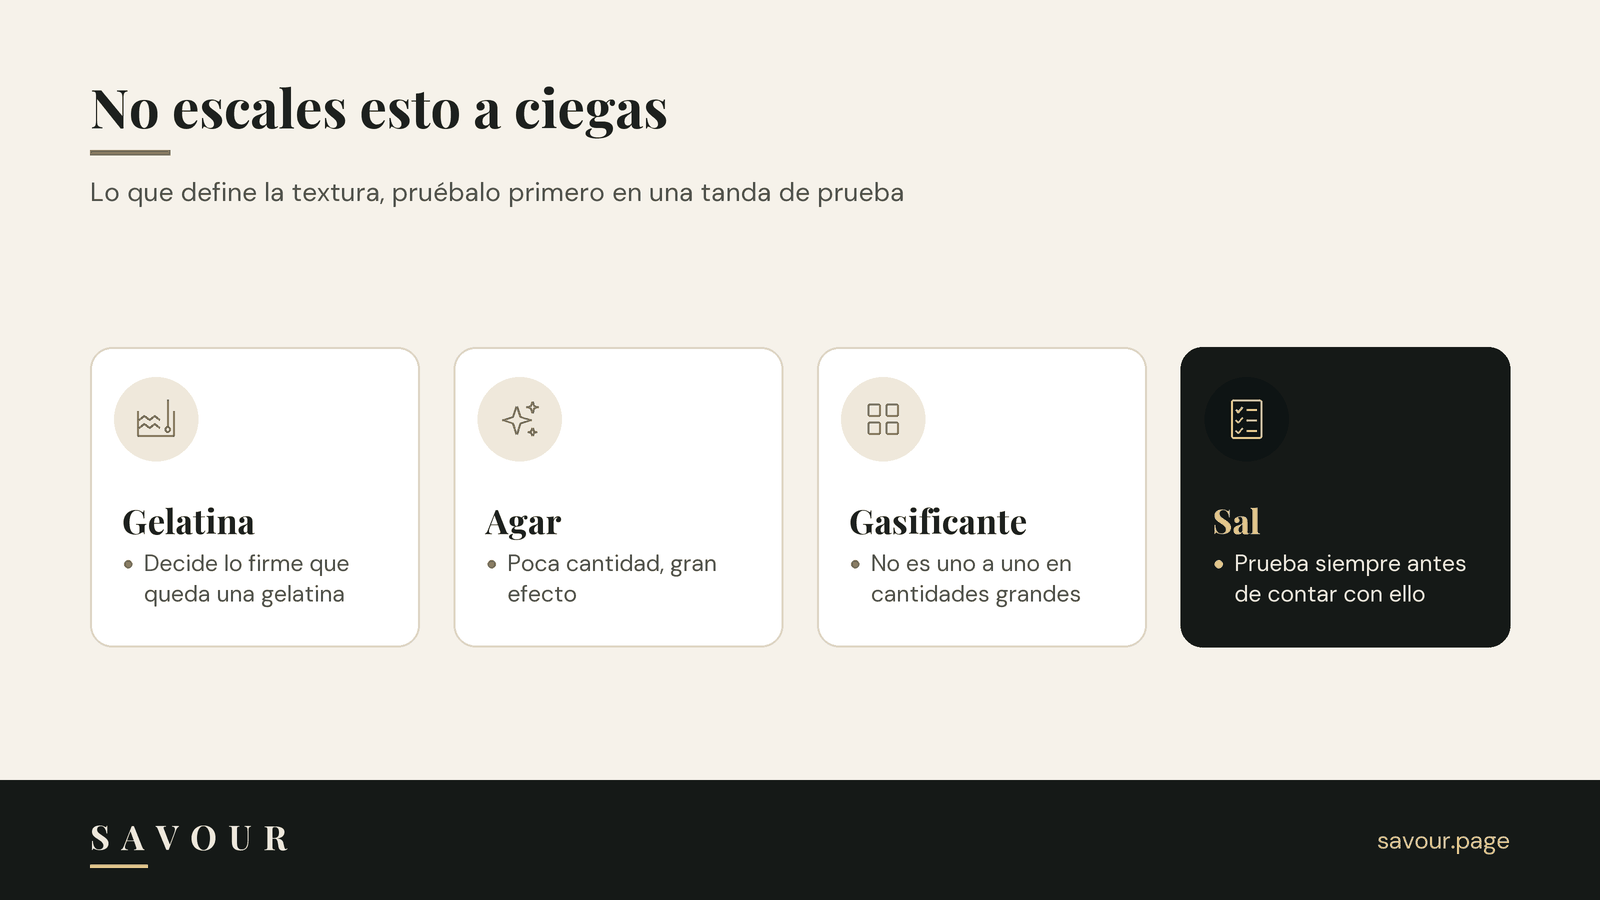 No escales esto a ciegas
Lo que define la textura, pruébalo primero en una tanda de prueba
Gelatina
• Decide lo firme que
queda una gelatina
Agar
• Poca cantidad, gran
efecto
Gasificante
• No es uno a uno en
cantidades grandes
Sal
• Prueba siempre antes
de contar con ello
SAVOUR
savour.page